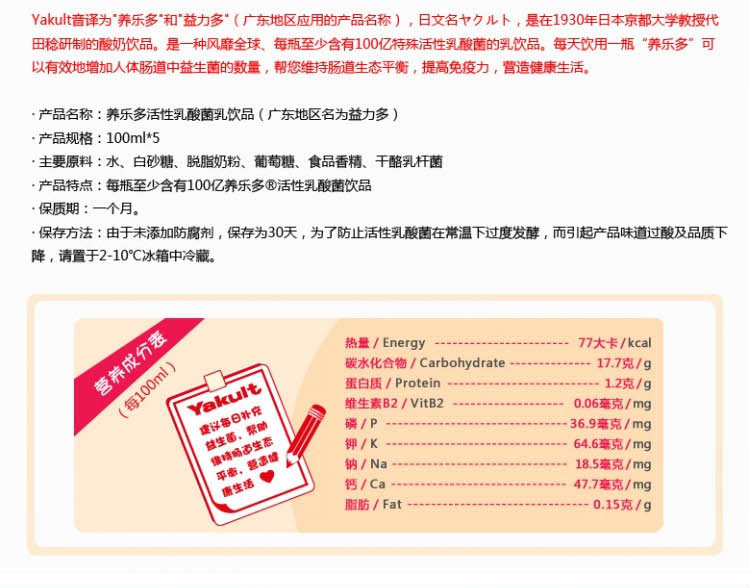 Yakult音译为"养乐多"和"益力多"（广东地区应用的产品名称），日文名ヤクルト，是在1930年日本京都大学教授代
田稔研制的酸奶饮品。是一种风靡全球、每瓶至少含有100亿特殊活性乳酸菌的乳饮品。每天饮用一瓶“养乐多”可
以有效地增加人体肠道中益生菌的数量，帮您维持肠道生态平衡，提高免疫力，营造健康生活。
· 产品名称：养乐多活性乳酸菌乳饮品（广东地区名为益力多）
· 产品规格：100ml*5
· 主要原料：水、白砂糖、脱脂奶粉、葡萄糖、食品香精、干酪乳杆菌
· 产品特点：每瓶至少含有100亿养乐多®活性乳酸菌饮品
· 保质期：一个月。
· 保存方法：由于未添加防腐剂，保存为30天，为了防止活性乳酸菌在常温下过度发酵，而引起产品味道过酸及品质下
降，请置于2-10℃冰箱中冷藏。
营养成分表
（每100ml）
Yakult
建议每日补充
益生菌，帮助
维持肠道生态
平衡，营造健
康生活
热量 / Energy ---------------------- 77大卡 / kcal
碳水化合物 / Carbohydrate ------------- 17.7克 / g
蛋白质 / Protein ------------------------ 1.2克 / g
维生素B2 / VitB2 ------------------ 0.06毫克 / mg
磷 / P ----------------------------- 36.9毫克 / mg
钾 / K ----------------------------- 64.6毫克 / mg
钠 / Na ---------------------------- 18.5毫克 / mg
钙 / Ca ---------------------------- 47.7毫克 / mg
脂肪 / Fat ----------------------------- 0.15克 / g